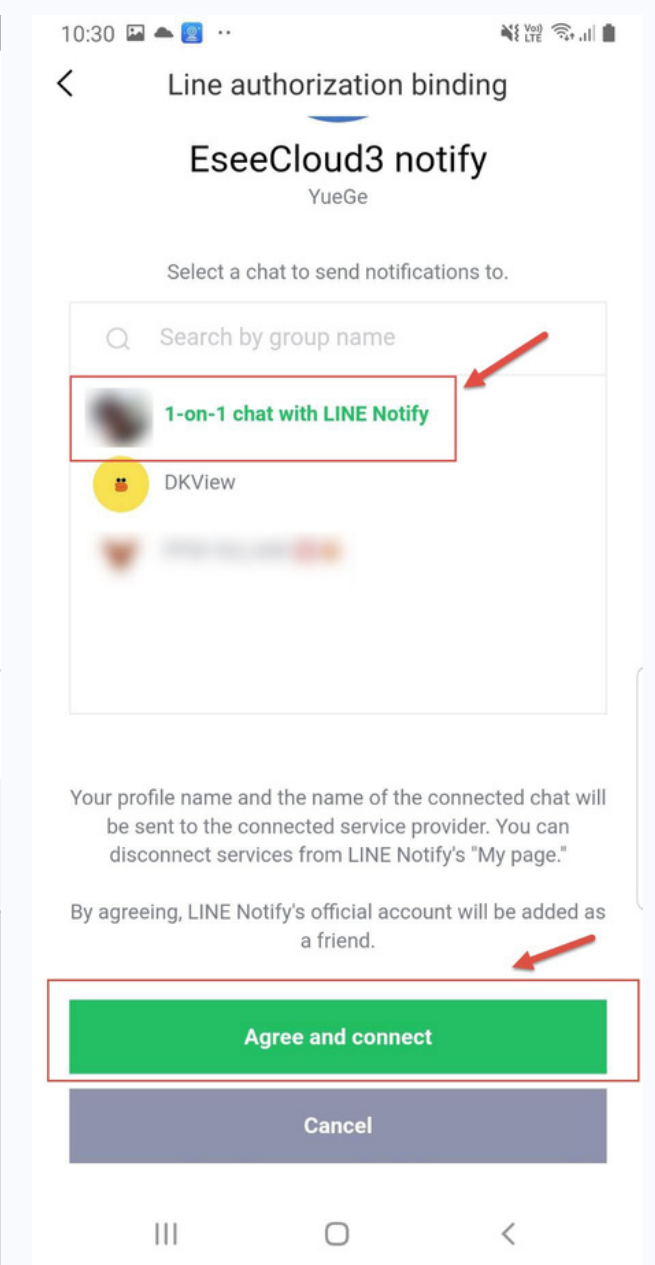 10:30
Vo))
LTE
Line authorization binding
EseeCloud3 notify
YueGe
Select a chat to send notifications to.
Search by group name
1-on-1 chat with LINE Notify
DKView
Your profile name and the name of the connected chat will
be sent to the connected service provider. You can
disconnect services from LINE Notify's "My page."
By agreeing, LINE Notify's official account will be added as
a friend.
Agree and connect
Cancel